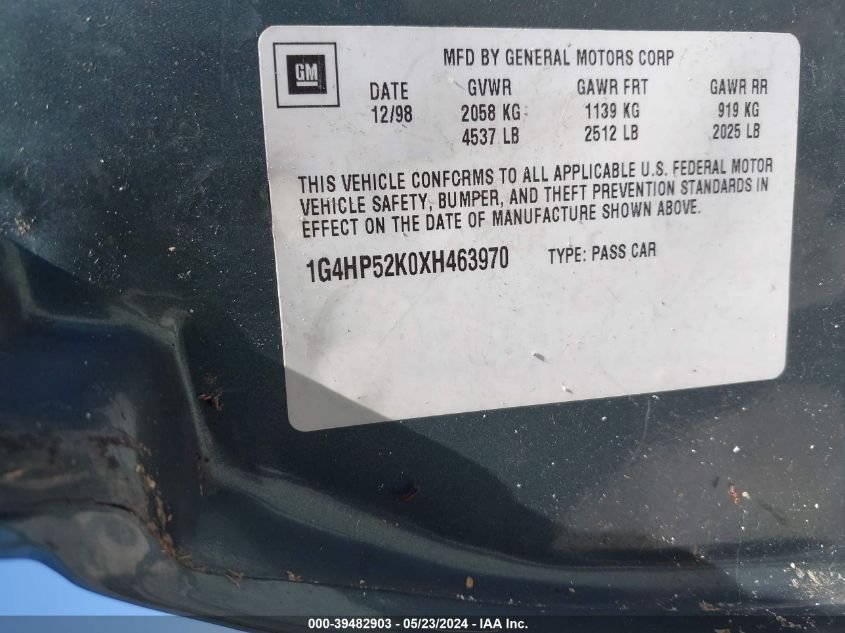 GM
MFD BY GENERAL MOTORS CORP
DATE GVWR GAWR FRT GAWR RR
12/98 2058 KG 1139 KG 919 KG
4537 LB 2512 LB 2025 LB
THIS VEHICLE CONFORMS TO ALL APPLICABLE U.S. FEDERAL MOTOR
VEHICLE SAFETY, BUMPER, AND THEFT PREVENTION STANDARDS IN
EFFECT ON THE DATE OF MANUFACTURE SHOWN ABOVE.
1G4HP52K0XH463970 TYPE: PASS CAR
000-39482903 - 05/23/2024 - IAA Inc.